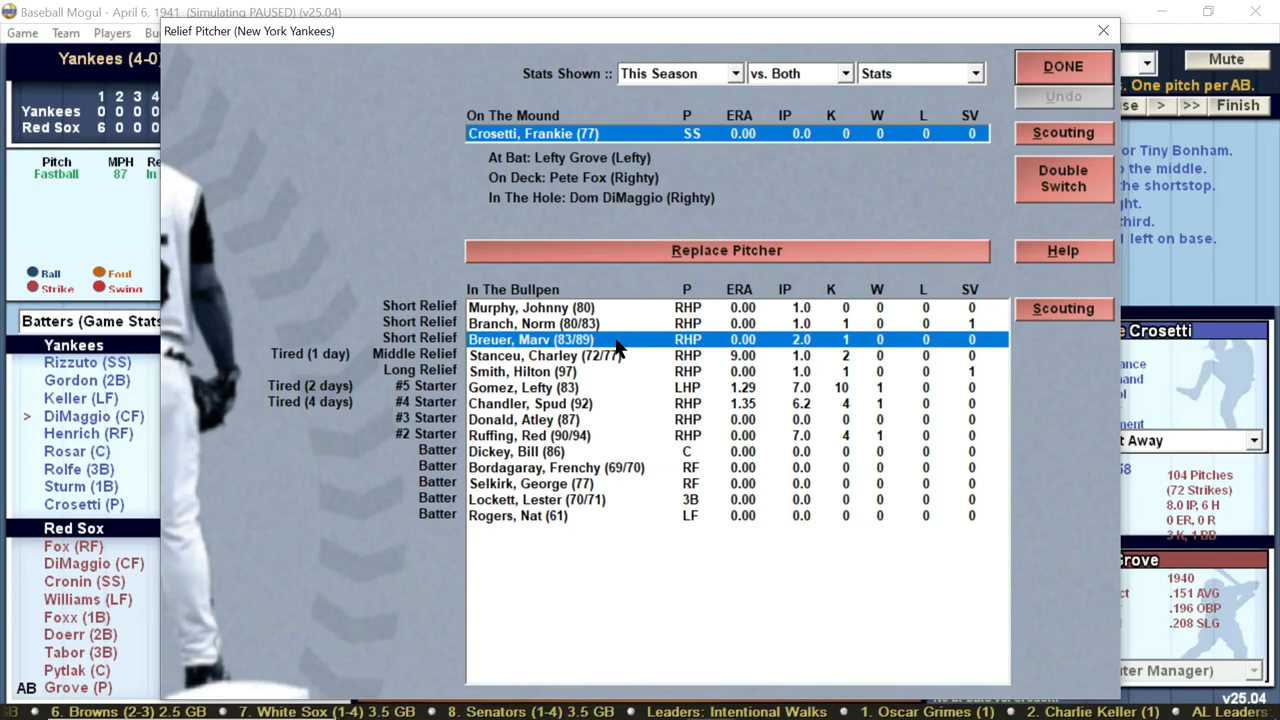 Baseball Mogul - April 6, 1941 (Simulating PAUSED) (v25.04)
Relief Pitcher (New York Yankees)
Game Team Players
Yankees (4-0)
1 2 3 4
Yankees 0 0 0 0
Red Sox 6 0 0 0
Pitch MPH
Fastball 87 In
Ball Foul
Strike Swing
Batters (Game Stats
Yankees
Rizzuto (SS)
Gordon (2B)
Keller (LF)
> DiMaggio (CF)
Henrich (RF)
Rosar (C)
Rolfe (3B)
Sturm (1B)
Crosetti (P)
Red Sox
Fox (RF)
DiMaggio (CF)
Cronin (SS)
Williams (LF)
Foxx (1B)
Doerr (2B)
Tabor (3B)
Pytlak (C)
AB Grove (P)
Stats Shown :: This Season vs. Both Stats
On The Mound P ERA IP K W L SV
Crosetti, Frankie (77) SS 0.00 0.0 0 0 0 0
At Bat: Lefty Grove (Lefty)
On Deck: Pete Fox (Righty)
In The Hole: Dom DiMaggio (Righty)
Replace Pitcher
In The Bullpen P ERA IP K W L SV
Short Relief Murphy, Johnny (80) RHP 0.00 1.0 0 0 0 0
Short Relief Branch, Norm (80/83) RHP 0.00 1.0 1 0 0 1
Short Relief Breuer, Marv (83/89) RHP 0.00 2.0 1 0 0 0
Tired (1 day) Middle Relief Stanceu, Charley (72/77) RHP 9.00 1.0 2 0 0 0
Long Relief Smith, Hilton (97) RHP 0.00 1.0 1 0 0 1
Tired (2 days) #5 Starter Gomez, Lefty (83) LHP 1.29 7.0 10 1 0 0
Tired (4 days) #4 Starter Chandler, Spud (92) RHP 1.35 6.2 4 1 0 0
#3 Starter Donald, Atley (87) RHP 0.00 0.0 0 0 0 0
#2 Starter Ruffing, Red (90/94) RHP 0.00 7.0 4 1 0 0
Batter Dickey, Bill (86) C 0.00 0.0 0 0 0 0
Batter Bordagaray, Frenchy (69/70) RF 0.00 0.0 0 0 0 0
Batter Selkirk, George (77) RF 0.00 0.0 0 0 0 0
Batter Lockett, Lester (70/71) 3B 0.00 0.0 0 0 0 0
Batter Rogers, Nat (61) LF 0.00 0.0 0 0 0 0
DONE
Undo
Scouting
Double
Switch
Help
Scouting
Mute
. One pitch per AB.
se > >> Finish
or Tiny Bonham.
the middle.
he shortstop.
ht.
third.
left on base.
e Crosetti
t Away
104 Pitches
(72 Strikes)
8.0 IP, 6 H
0 ER, 0 R
3 K, 1 BB
Grove
1940
.151 AVG
.196 OBP
.208 SLG
ter Manager)
v25.04
6. Browns (2-3) 2.5 GB 7. White Sox (1-4) 3.5 GB 8. Senators (1-4) 3.5 GB Leaders: Intentional Walks 1. Oscar Grimes (1) 2. Charlie Keller (1) AL Leaders